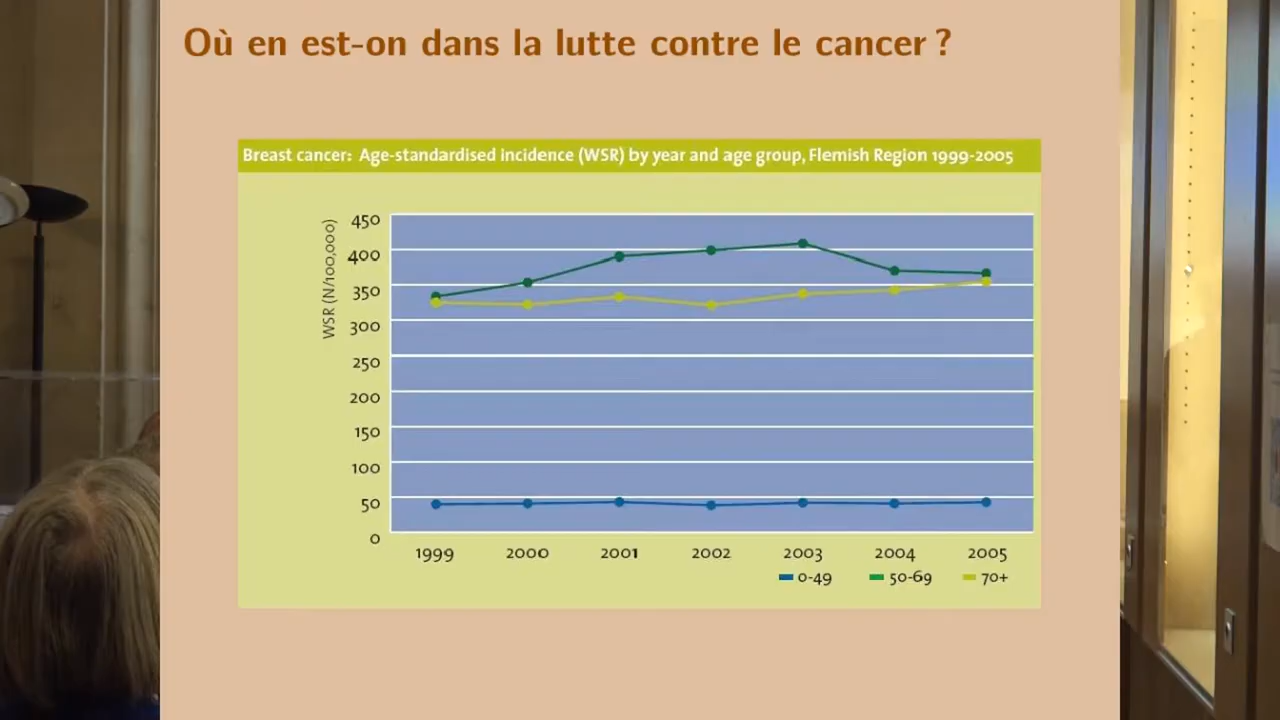 Où en est-on dans la lutte contre le cancer ?
Breast cancer: Age-standardised incidence (WSR) by year and age group, Flemish Region 1999-2005
WSR (N/100,000)
450
400
350
300
250
200
150
100
50
0
1999 2000 2001 2002 2003 2004 2005
0-49 50-69 70+